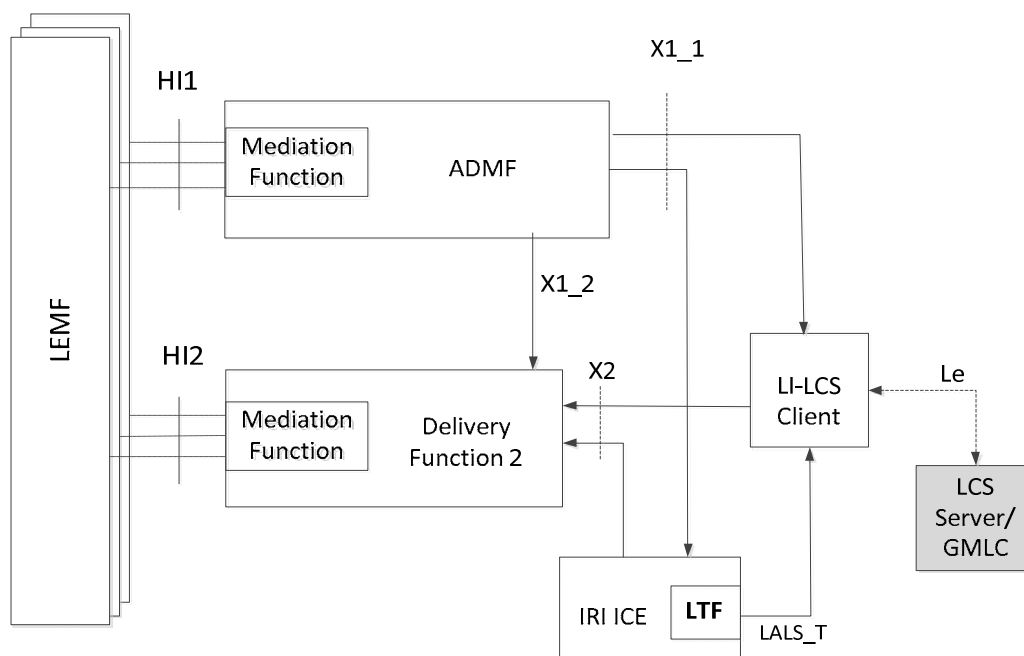 HI1
X1_1
Mediation
Function
ADMF
X1_2
LEMF
HI2
X2
Mediation
Function
Delivery
Function 2
LI-LCS
Client
Le
LCS
Server/
GMLC
IRI ICE
LTF
LALS_T